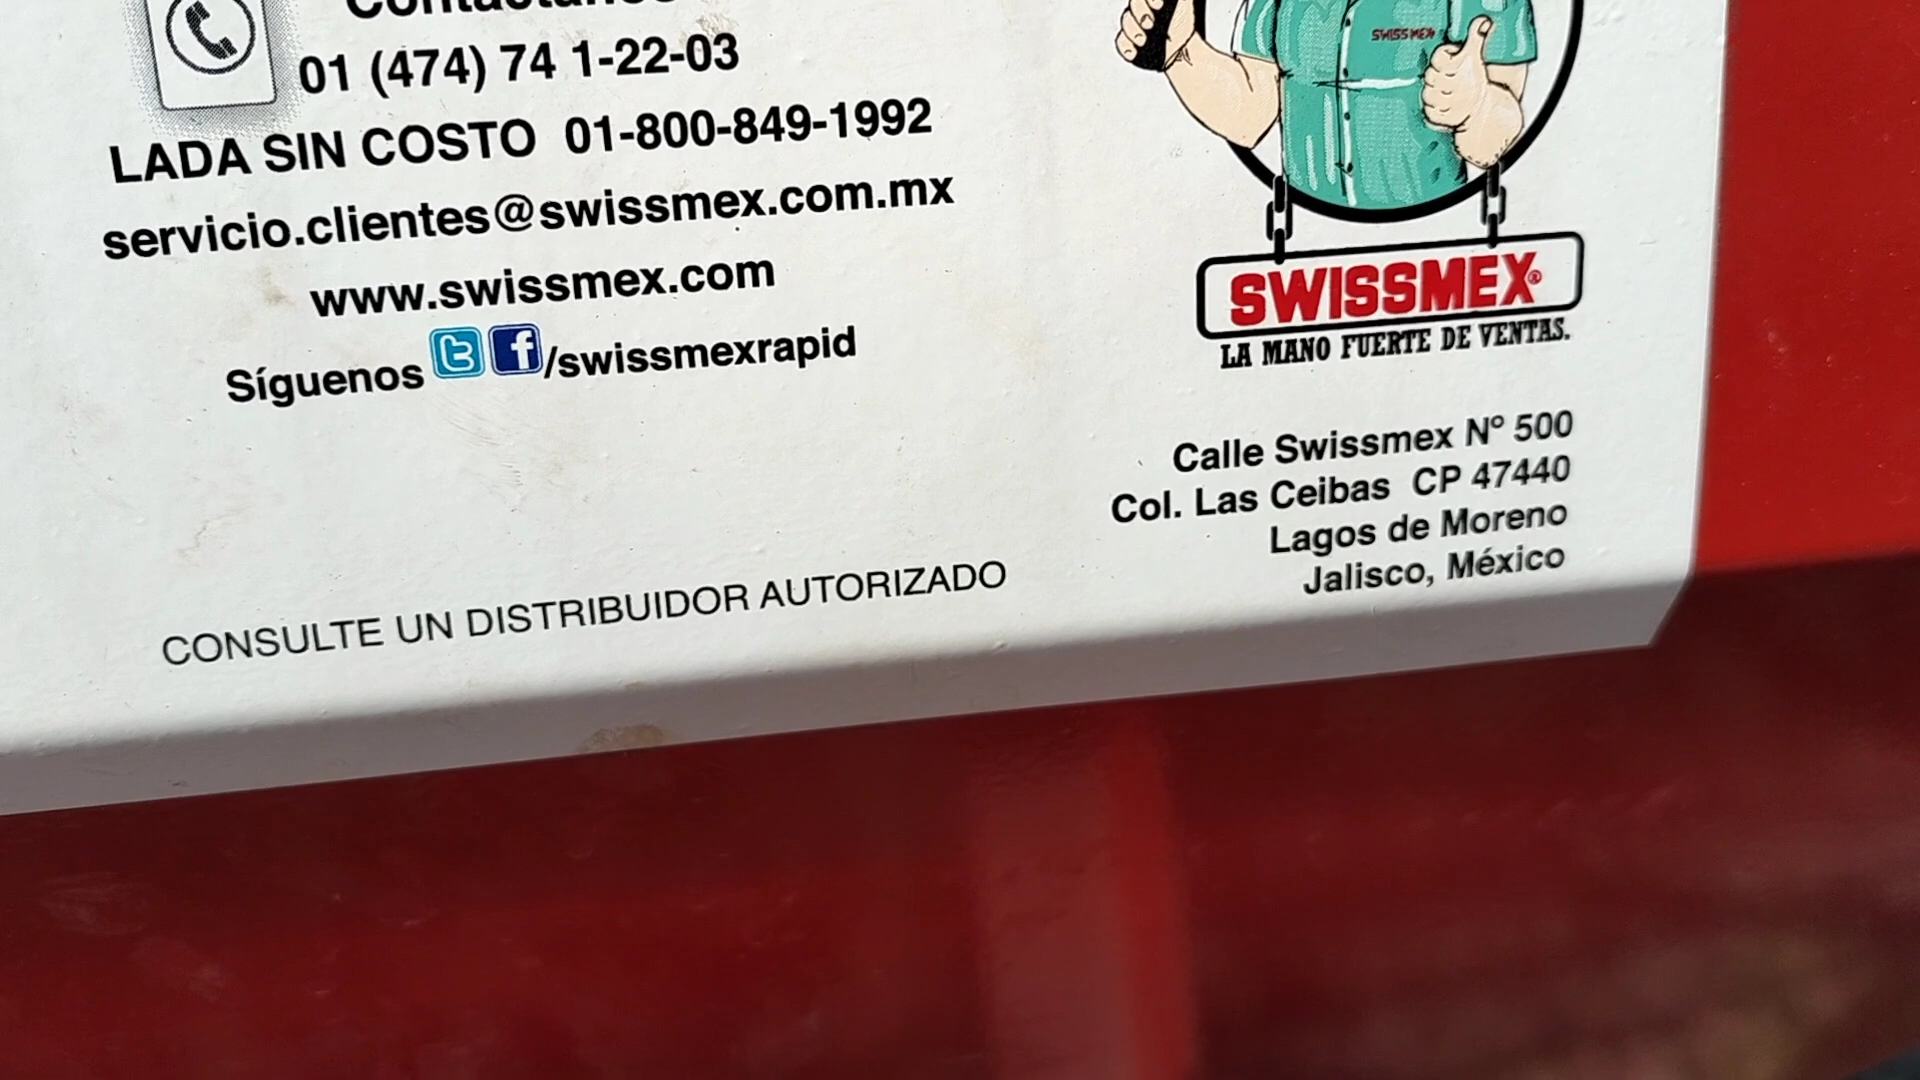 Contáctanos
01 (474) 74 1-22-03
LADA SIN COSTO 01-800-849-1992
servicio.clientes@swissmex.com.mx
www.swissmex.com
Síguenos /swissmexrapid
CONSULTE UN DISTRIBUIDOR AUTORIZADO
SWISSMEX
SWISSMEX®
LA MANO FUERTE DE VENTAS.
Calle Swissmex N° 500
Col. Las Ceibas CP 47440
Lagos de Moreno
Jalisco, México